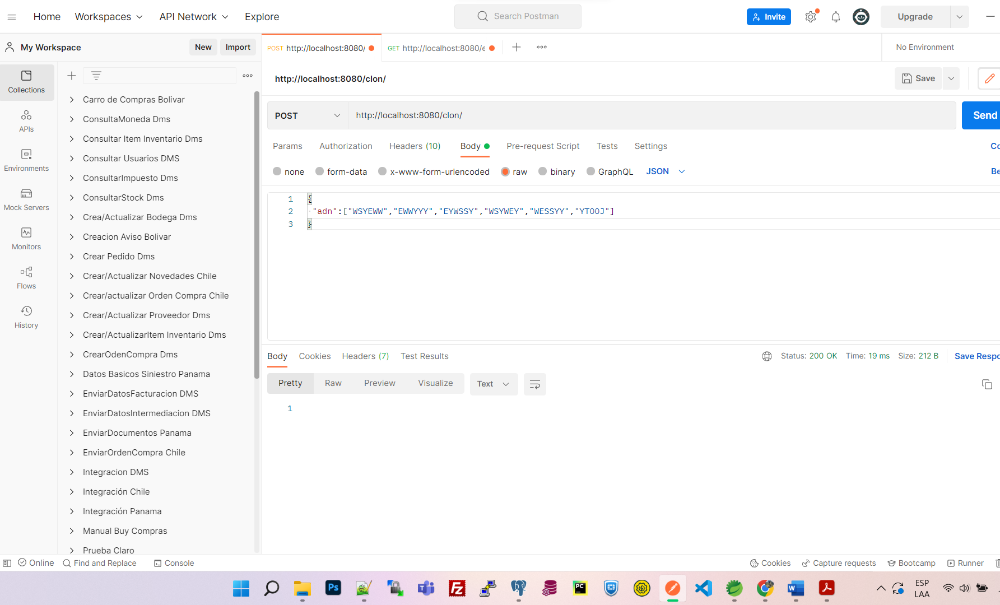 Home Workspaces API Network Explore Search Postman Invite Upgrade
My Workspace New Import POST http://localhost:8080/ GET http://localhost:8080/e No Environment
http://localhost:8080/clon/ Save
Collections
APIs
Environments
Mock Servers
Monitors
Flows
History
Carro de Compras Bolivar
ConsultaMoneda Dms
Consultar Item Inventario Dms
Consultar Usuarios DMS
ConsultarImpuesto Dms
ConsultarStock Dms
Crea/Actualizar Bodega Dms
Creacion Aviso Bolivar
Crear Pedido Dms
Crear/Actualizar Novedades Chile
Crear/actualizar Orden Compra Chile
Crear/Actualizar Proveedor Dms
Crear/ActualizarItem Inventario Dms
CrearOdenCompra Dms
Datos Basicos Siniestro Panama
EnviarDatosFacturacion DMS
EnviarDatosIntermediacion DMS
EnviarDocumentos Panama
EnviarOrdenCompra Chile
Integracion DMS
Integración Chile
Integración Panama
Manual Buy Compras
Prueba Claro
POST http://localhost:8080/clon/ Send
Params Authorization Headers (10) Body Pre-request Script Tests Settings Co
none form-data x-www-form-urlencoded raw binary GraphQL JSON Be
1 {
2 "adn":["WSYEWW","EWWYYY","EYWSSY","WSYWEY","WESSYY","YTOOJ"]
3 }
Body Cookies Headers (7) Test Results Status: 200 OK Time: 19 ms Size: 212 B Save Respo
Pretty Raw Preview Visualize Text
1
Online Find and Replace Console Cookies Capture requests Bootcamp Runner
Ps Fz PC W ESP
LAA